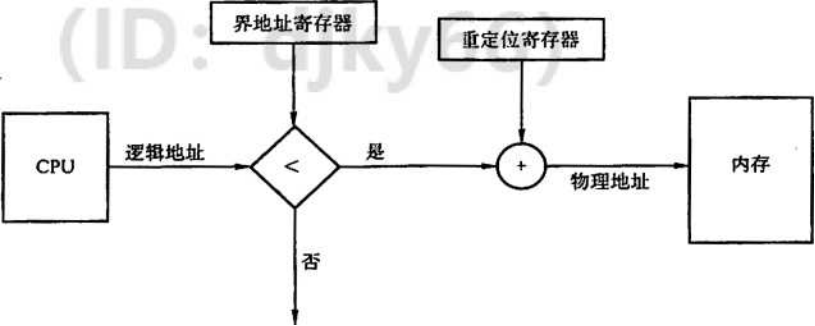 (ID: djky66)
界地址寄存器
重定位寄存器
CPU
逻辑地址
<
是
+
物理地址
内存
否